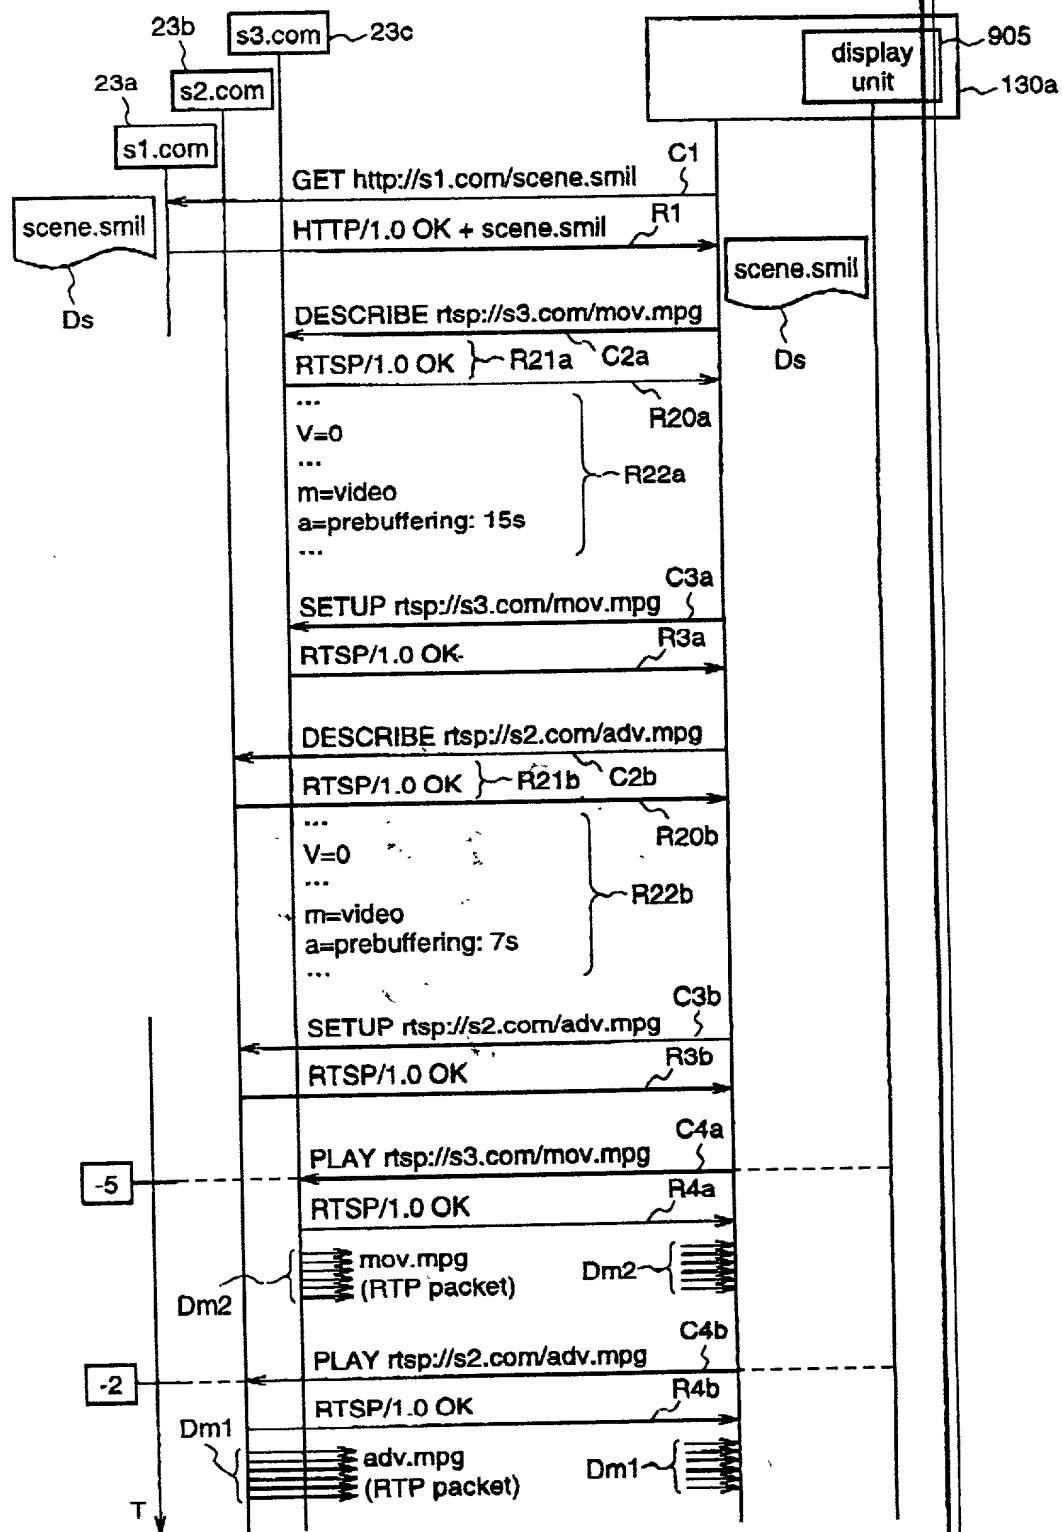 23b
s3.com
23c
905
display
unit
130a
23a
s2.com
s1.com
C1
GET http://s1.com/scene.smil
scene.smil
R1
HTTP/1.0 OK + scene.smil
scene.smil
Ds
Ds
DESCRIBE rtsp://s3.com/mov.mpg
RTSP/1.0 OK
R21a
C2a
R20a
...
V=0
...
R22a
m=video
a=prebuffering: 15s
...
C3a
SETUP rtsp://s3.com/mov.mpg
R3a
RTSP/1.0 OK
DESCRIBE rtsp://s2.com/adv.mpg
RTSP/1.0 OK
R21b
C2b
R20b
...
V=0
...
R22b
m=video
a=prebuffering: 7s
...
C3b
SETUP rtsp://s2.com/adv.mpg
R3b
RTSP/1.0 OK
C4a
PLAY rtsp://s3.com/mov.mpg
-5
R4a
RTSP/1.0 OK
mov.mpg
(RTP packet)
Dm2
Dm2
C4b
PLAY rtsp://s2.com/adv.mpg
-2
R4b
RTSP/1.0 OK
Dm1
adv.mpg
(RTP packet)
Dm1
T